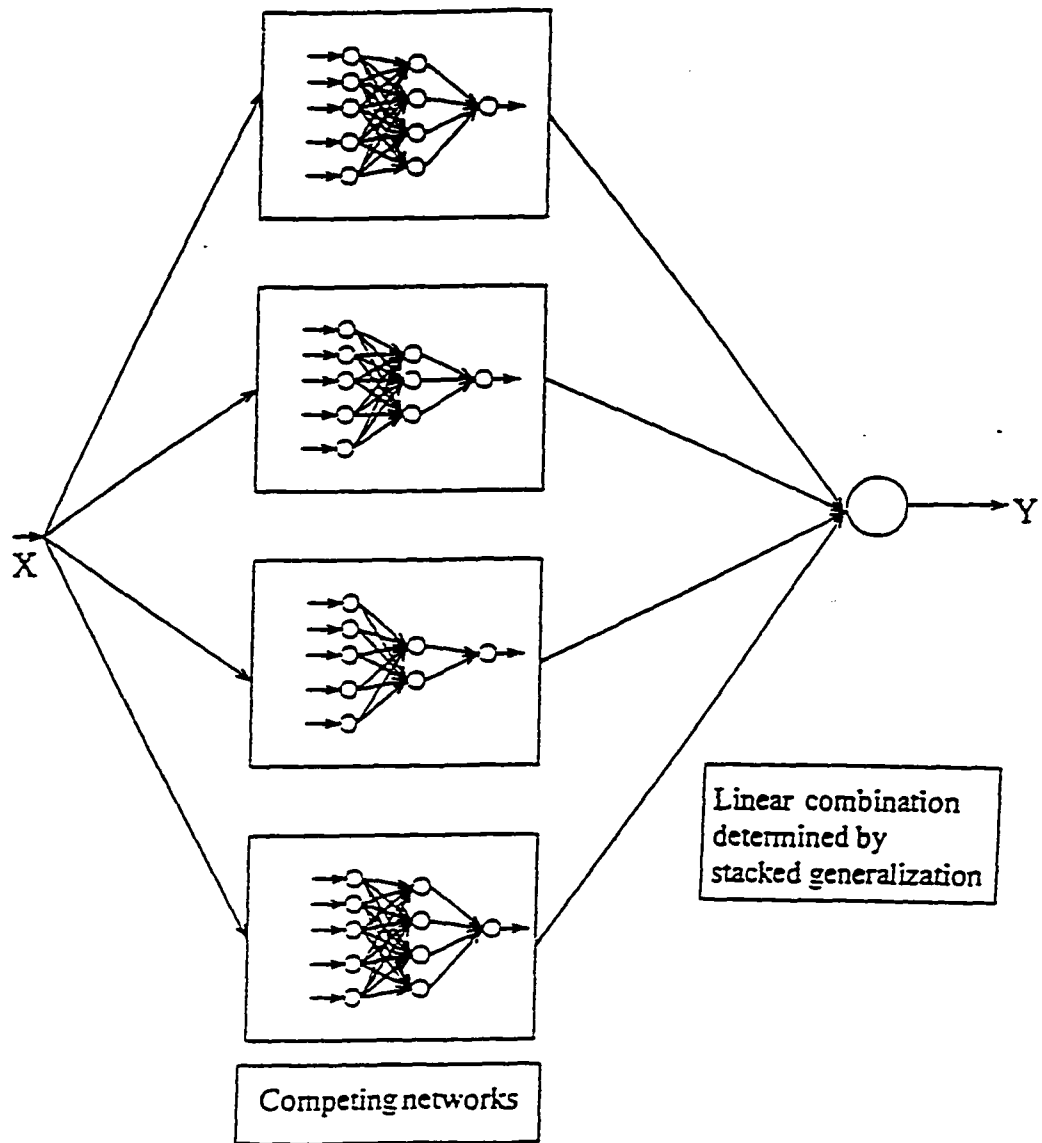 X
Y
Linear combination
determined by
stacked generalization
Competing networks